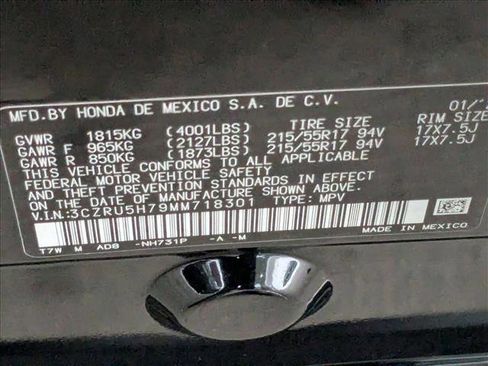 MFD.BY HONDA DE MEXICO S.A. DE C.V. 01/
GVWR 1815KG (4001LBS) TIRE SIZE RIM SIZE
GAWR F 965KG (2127LBS) 215/55R17 94V 17X7.5J
GAWR R 850KG (1873LBS) 215/55R17 94V 17X7.5J
THIS VEHICLE CONFORMS TO ALL APPLICABLE
FEDERAL MOTOR VEHICLE SAFETY
AND THEFT PREVENTION STANDARDS IN EFFECT
ON THE DATE OF MANUFACTURE SHOWN ABOVE.
V.I.N.:3CZRU5H79MM718301 TYPE: MPV
T7W M AD8 -NH731P -A -M MADE IN MEXICO